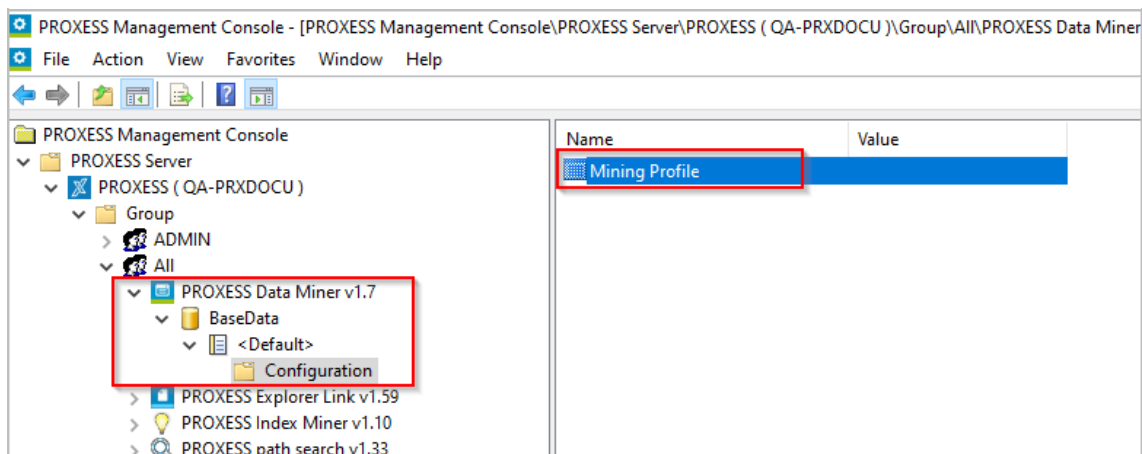 PROXESS Management Console - [PROXESS Management Console\PROXESS Server\PROXESS ( QA-PRXDOCU )\Group\All\PROXESS Data Miner
File Action View Favorites Window Help
PROXESS Management Console
Name Value
PROXESS Server
Mining Profile
PROXESS ( QA-PRXDOCU )
Group
ADMIN
All
PROXESS Data Miner v1.7
BaseData
<Default>
Configuration
PROXESS Explorer Link v1.59
PROXESS Index Miner v1.10
PROXESS path search v1.33